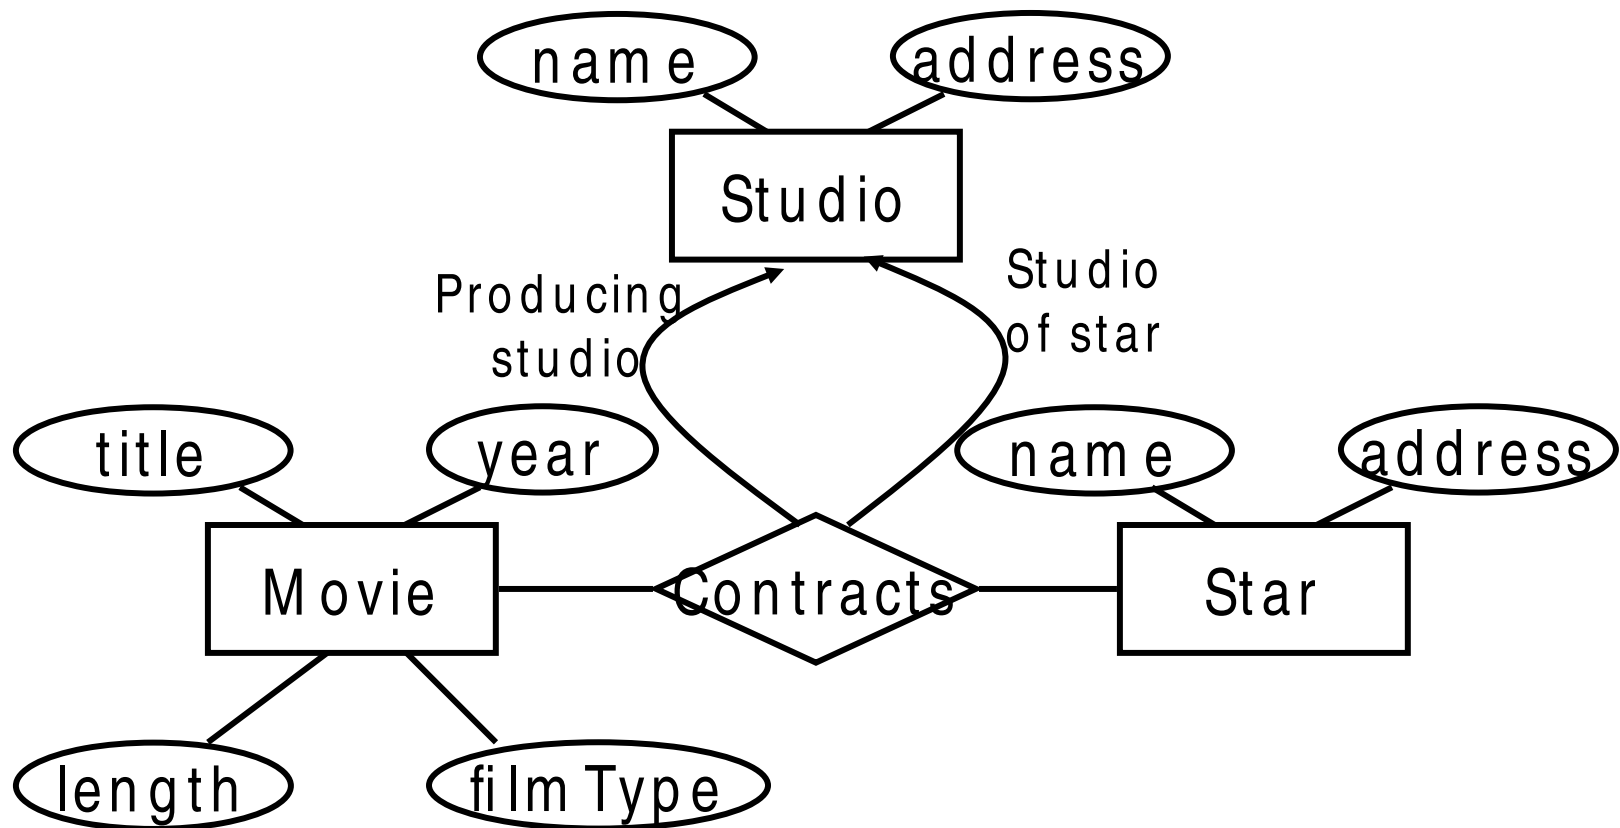 name
address
Studio
Producing
studio
Studio
of star
title
year
name
address
Movie
Contracts
Star
length
filmType